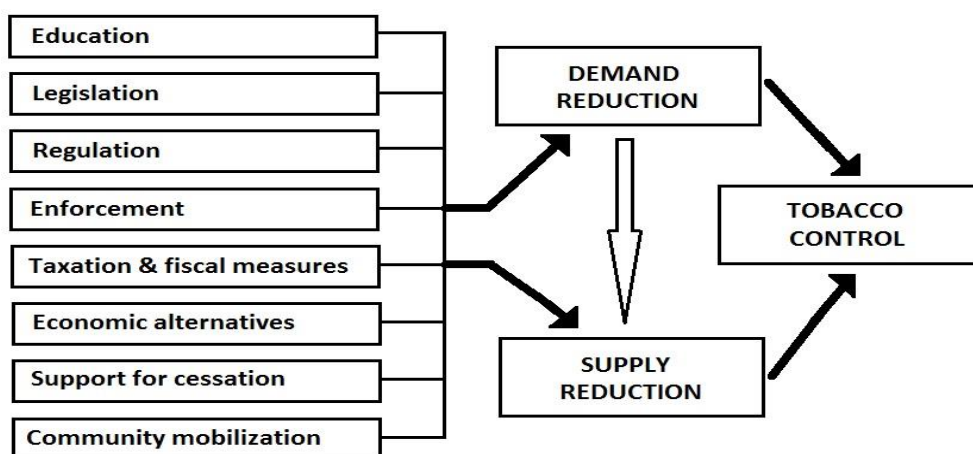 Education
Legislation
Regulation
Enforcement
Taxation & fiscal measures
Economic alternatives
Support for cessation
Community mobilization
DEMAND
REDUCTION
SUPPLY
REDUCTION
TOBACCO
CONTROL